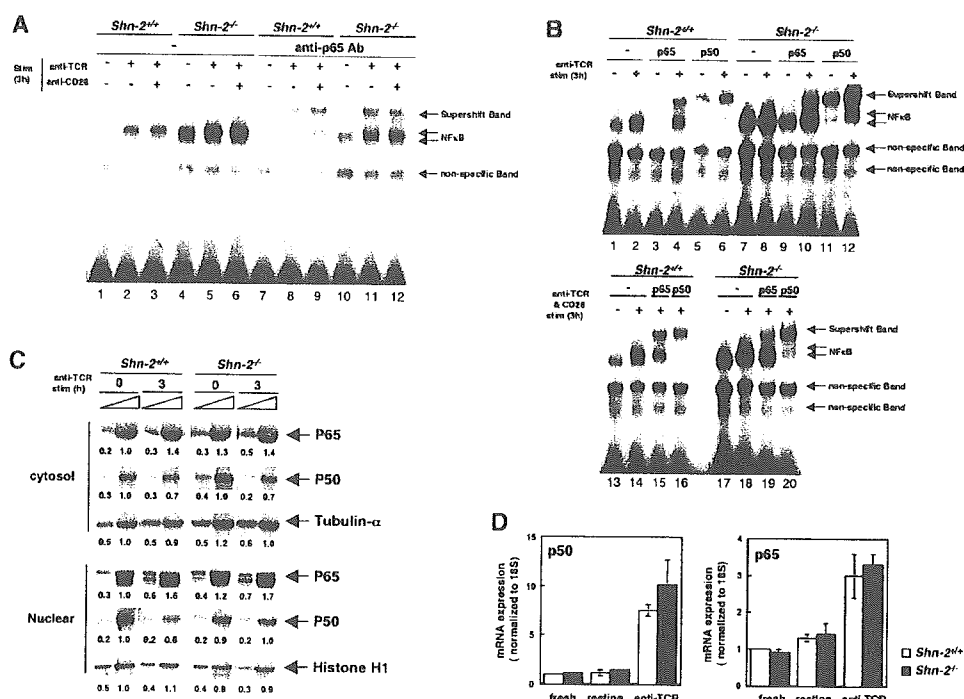 A
Shn-2+/+ Shn-2-/- Shn-2+/+ Shn-2-/-
- anti-p65 Ab
Stim (3h) anti-TCR - + + - + + - + + - + +
anti-CD28 + + + +
Supershift Band
NFκB
non-specific Band
1 2 3 4 5 6 7 8 9 10 11 12
B
Shn-2+/+ Shn-2-/-
- p65 p50 - p65 p50
anti-TCR stim (3h) - + - + - + - + - + - +
Supershift Band
NFκB
non-specific Band
non-specific Band
1 2 3 4 5 6 7 8 9 10 11 12
Shn-2+/+ Shn-2-/-
- p65 p50 - p65 p50
anti-TCR & CD28 stim (3h) - + + + - + + +
Supershift Band
NFκB
non-specific Band
non-specific Band
13 14 15 16 17 18 19 20
C
Shn-2+/+ Shn-2-/-
anti-TCR stim (h) 0 3 0 3
cytosol
P65
0.2 1.0 0.3 1.4 0.3 1.3 0.5 1.4
P50
0.3 1.0 0.3 0.7 0.4 1.0 0.2 0.7
Tubulin-α
0.5 1.0 0.5 0.9 0.5 1.2 0.6 1.0
Nuclear
P65
0.3 1.0 0.6 1.6 0.4 1.2 0.7 1.7
P50
0.2 1.0 0.2 0.6 0.2 0.9 0.2 1.0
Histone H1
0.5 1.0 0.4 1.1 0.4 0.8 0.3 0.9
D
p50
mRNA expression
( normalized to 18S)
15
10
5
0
fresh resting anti-TCR
p65
mRNA expression
( normalized to 18S)
4
3
2
1
0
fresh resting anti-TCR
Shn-2+/+
Shn-2-/-